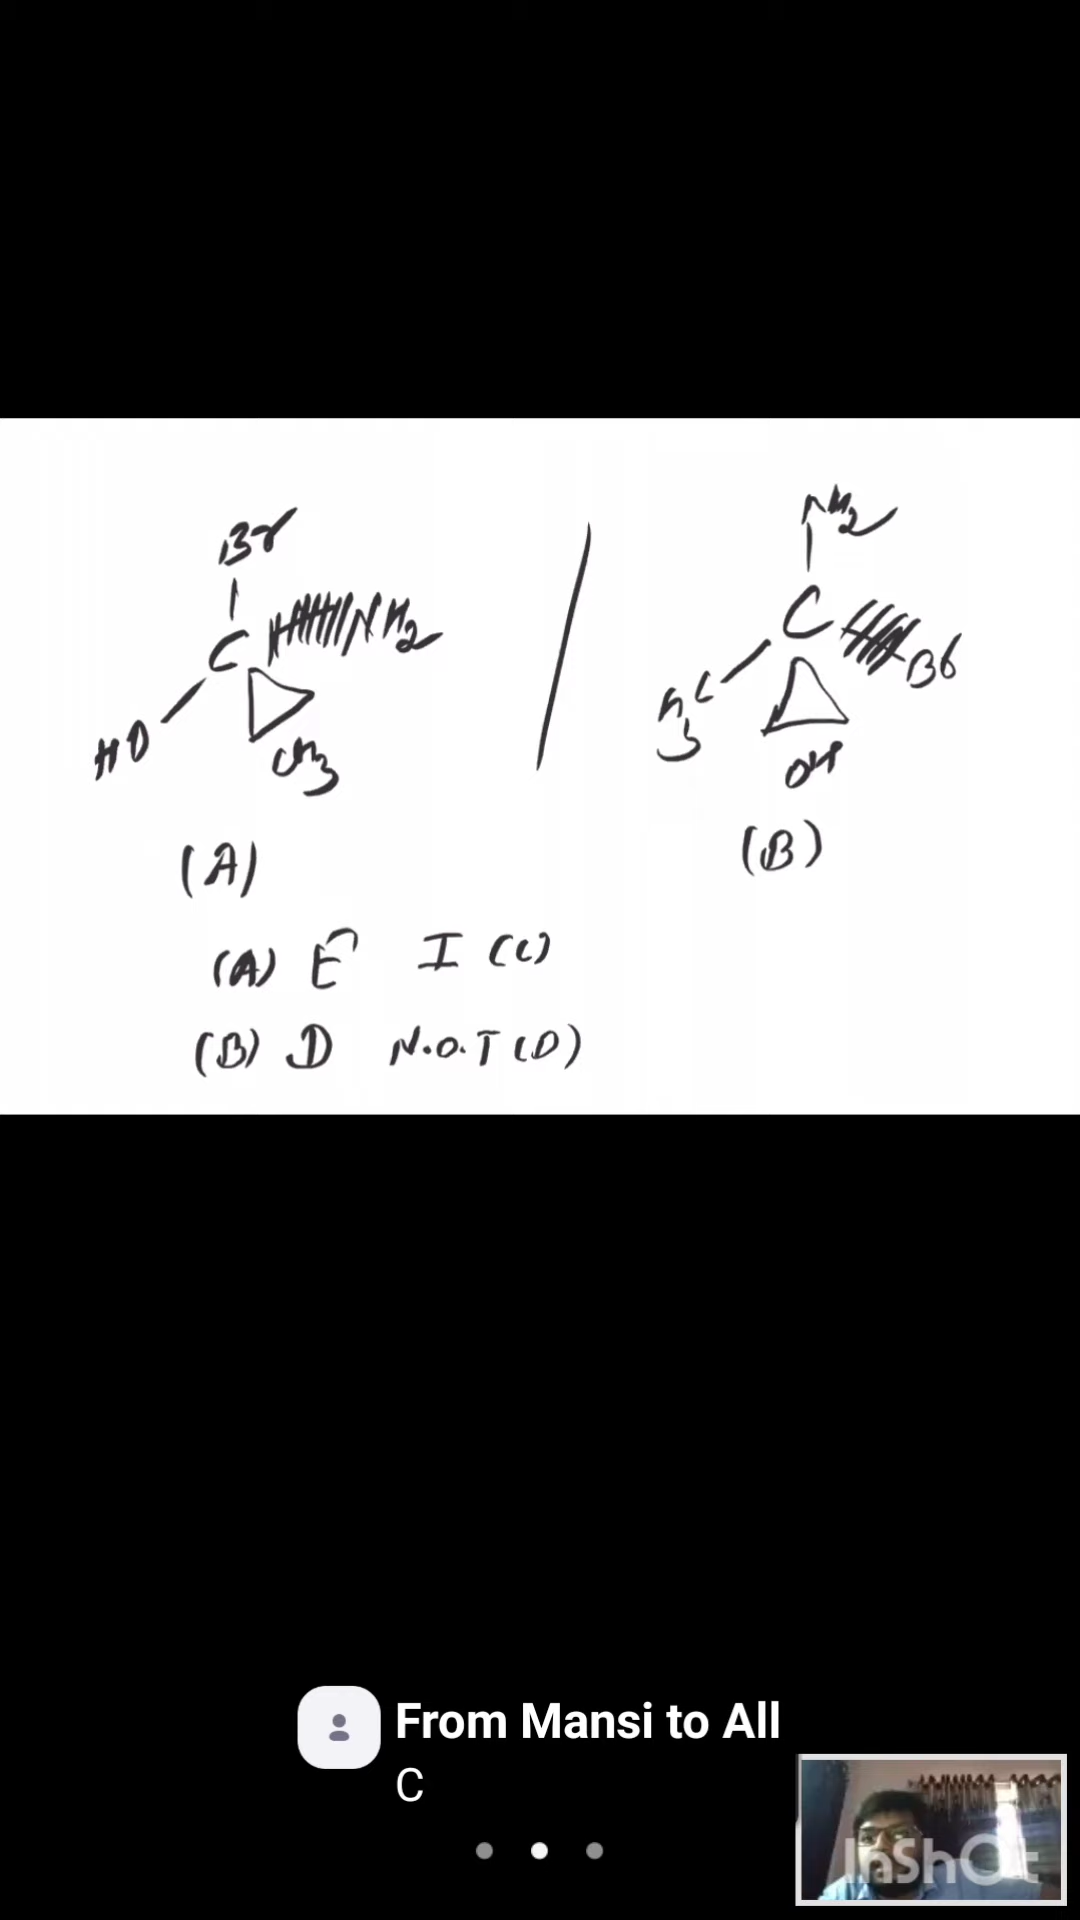 Br
C
NH2
HO
CH3
(A)
NH2
C
H3C
Br
OH
(B)
(A) E I (C)
(B) D N.O.T (D)
From Mansi to All
C
InShOt